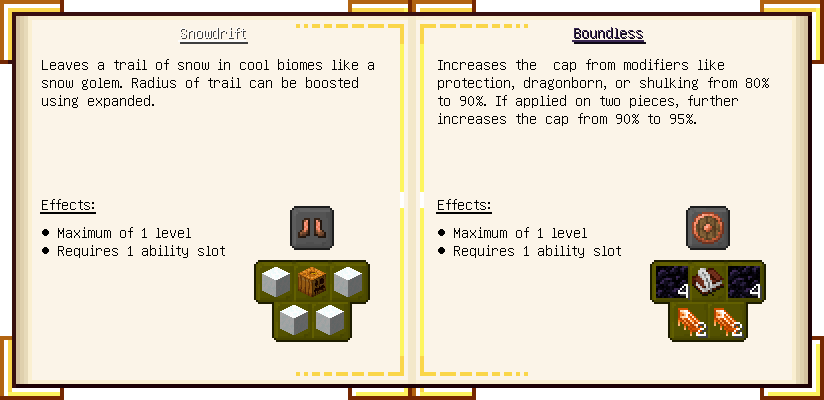 Snowdrift
Leaves a trail of snow in cool biomes like a
snow golem. Radius of trail can be boosted
using expanded.
Effects:
● Maximum of 1 level
● Requires 1 ability slot
Boundless
Increases the  cap from modifiers like
protection, dragonborn, or shulking from 80%
to 90%. If applied on two pieces, further
increases the cap from 90% to 95%.
Effects:
● Maximum of 1 level
● Requires 1 ability slot
4 4
2 2